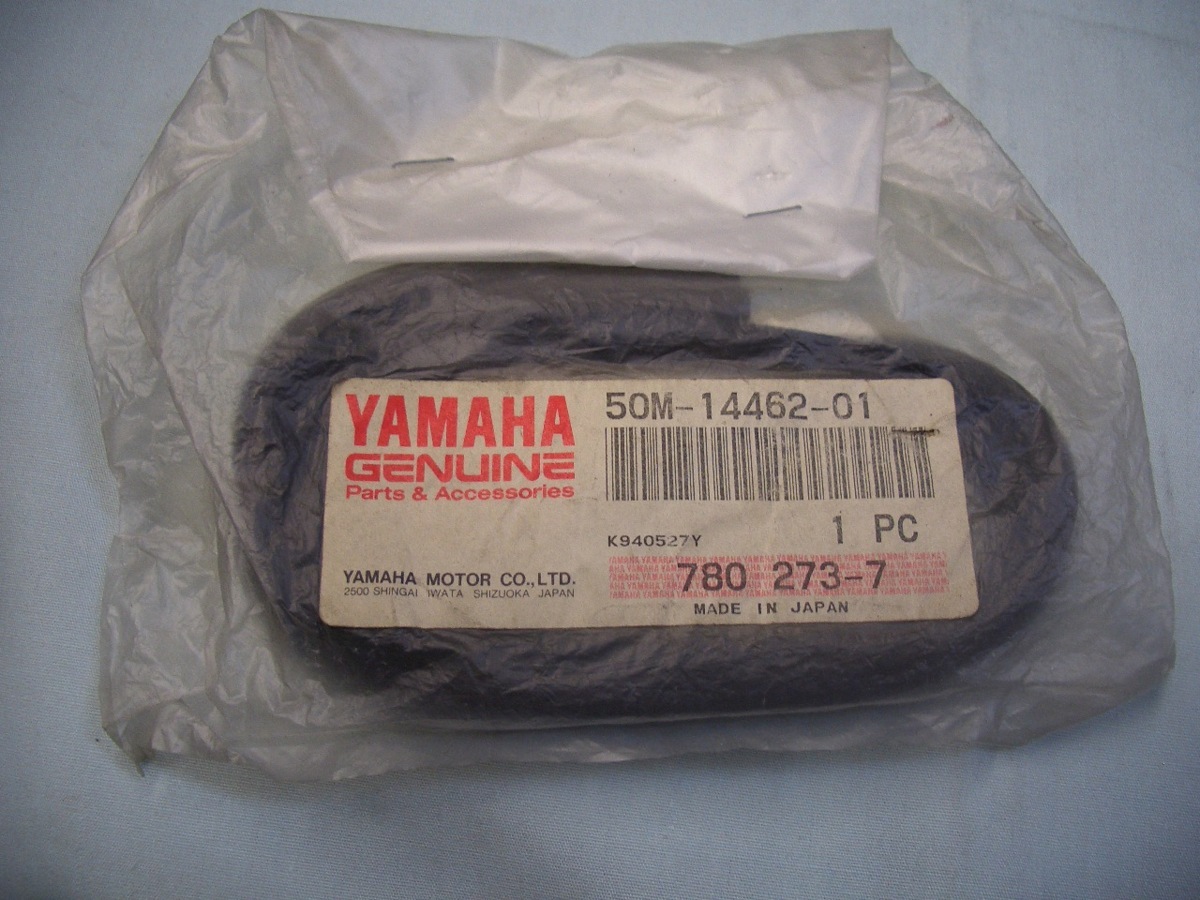 YAMAHA
GENUINE
Parts & Accessories
YAMAHA MOTOR CO., LTD.
2500 SHINGAI IWATA SHIZUOKA JAPAN
50M-14462-01
1 PC
K940527Y
780 273-7
MADE IN JAPAN